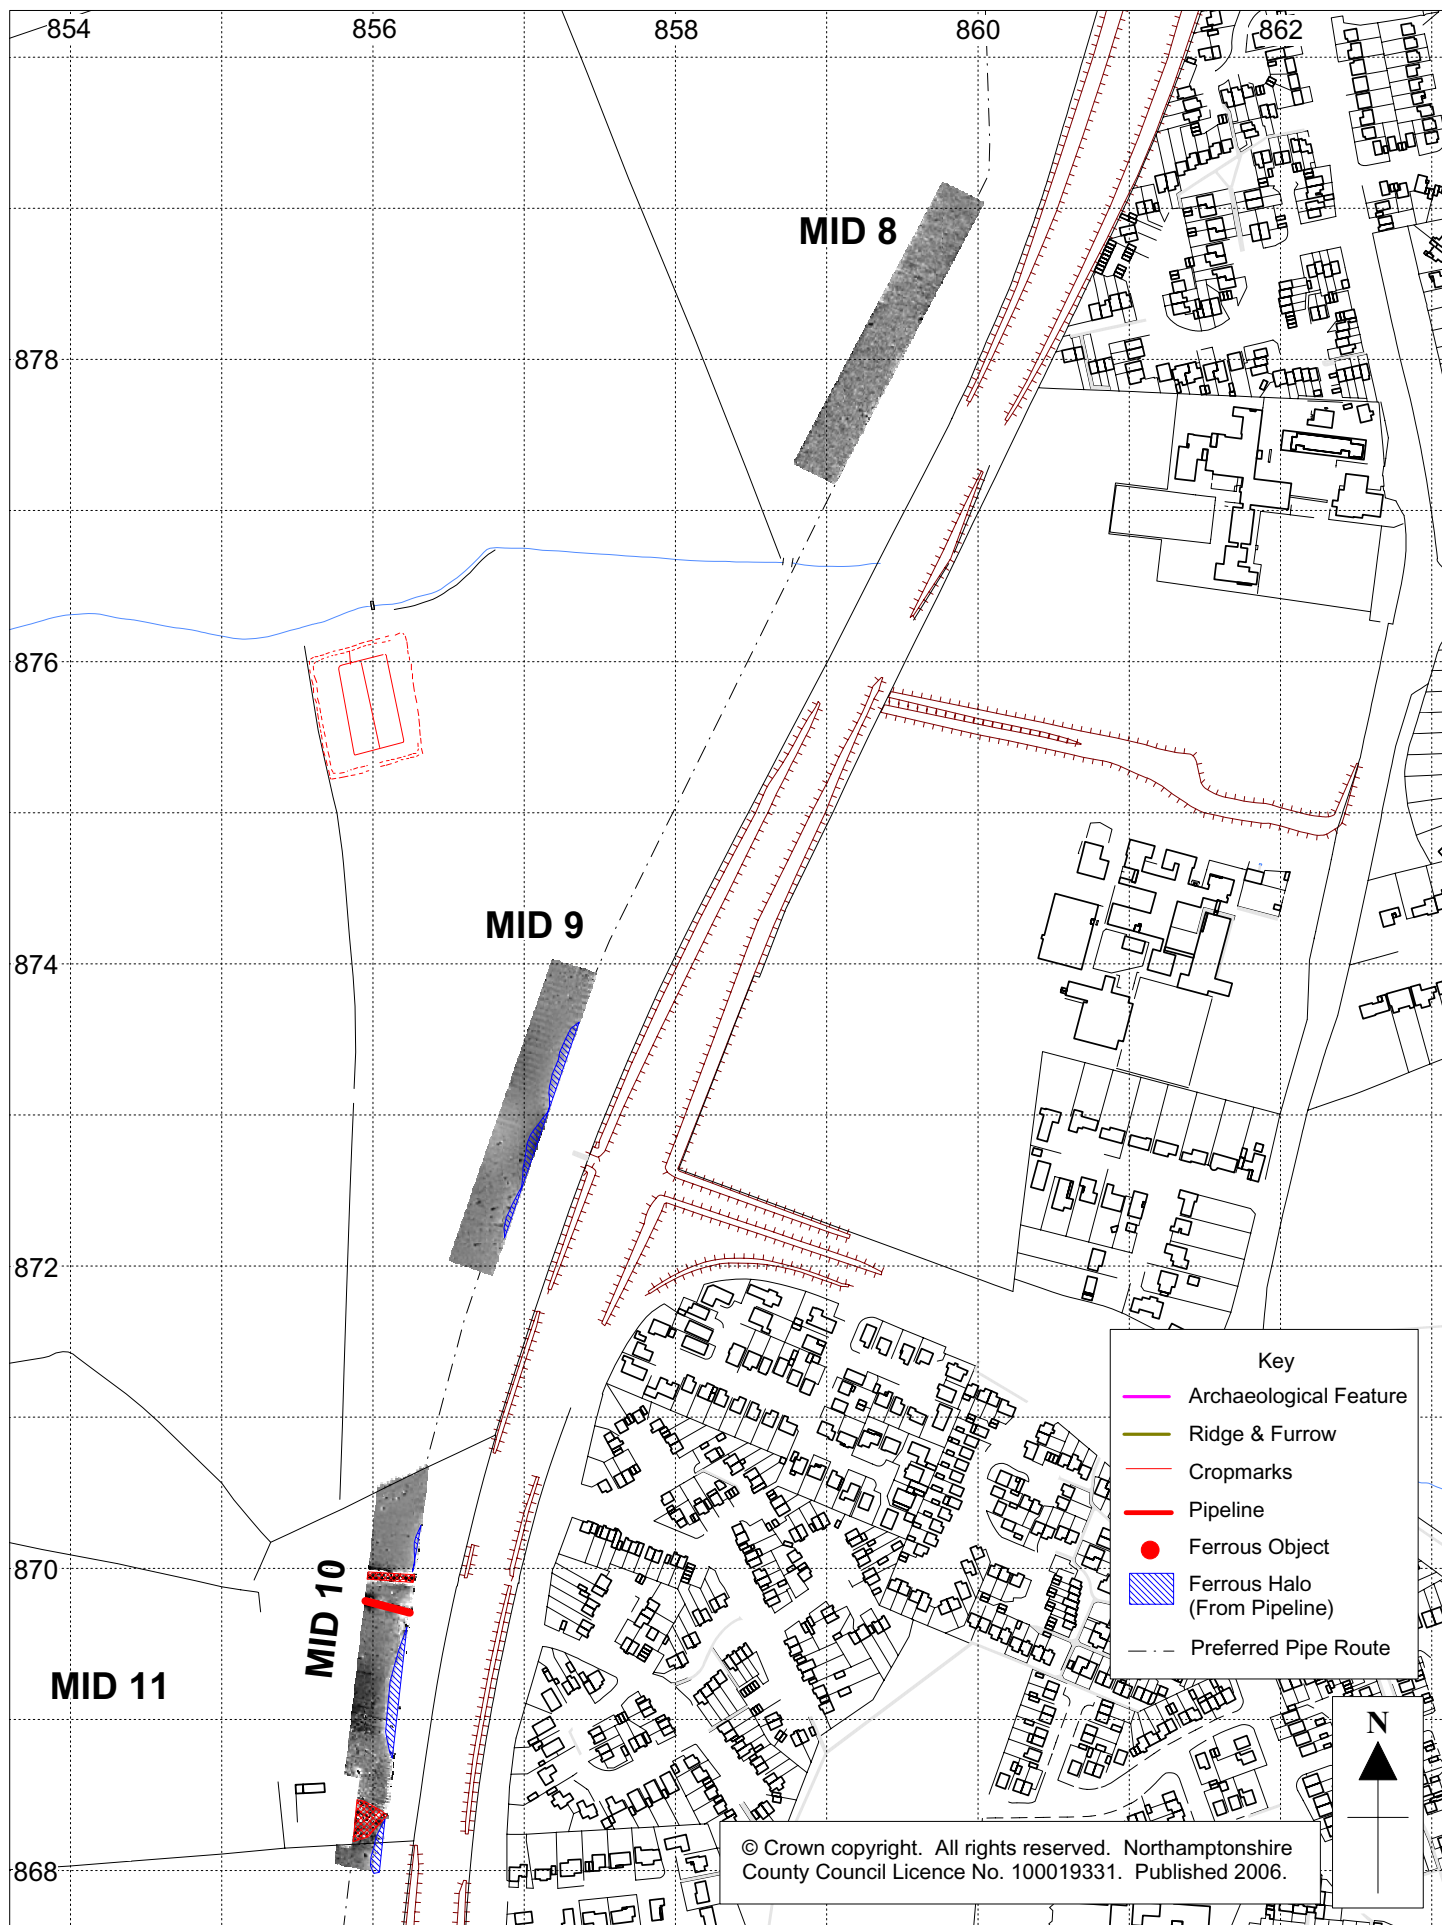 854 856 858 860 862
MID 8
878
876
MID 9
874
872
Key
Archaeological Feature
Ridge & Furrow
Cropmarks
Pipeline
Ferrous Object
Ferrous Halo
(From Pipeline)
Preferred Pipe Route
870
MID 10
MID 11
N
868
© Crown copyright. All rights reserved. Northamptonshire
County Council Licence No. 100019331. Published 2006.